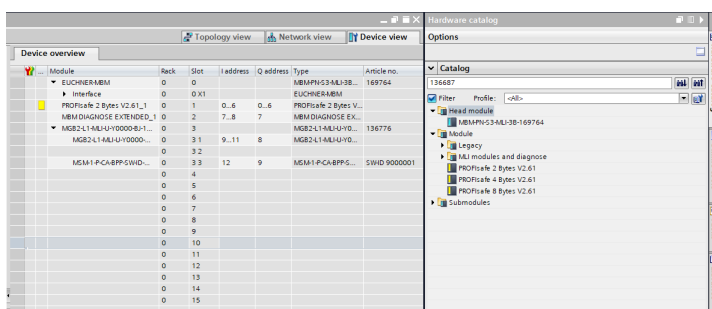 Hardware catalog
Topology view Network view Device view
Options
Device overview
... Module Rack Slot I address Q address Type Article no.
EUCHNER-MBM 0 0 MBM-PN-S3-MLI-3B... 169764
Interface 0 0 X1 EUCHNER-MBM
PROFIsafe 2 Bytes V2.61_1 0 1 0...6 0...6 PROFIsafe 2 Bytes V...
MBM DIAGNOSE EXTENDED_1 0 2 7...8 7 MBM DIAGNOSE EX...
MGB2-L1-MLI-U-Y0000-BJ-1... 0 3 MGB2-L1-MLI-U-Y0... 136776
MGB2-L1-MLI-U-Y0000-... 0 3 1 9...11 8 MGB2-L1-MLI-U-Y0...
0 3 2
MSM-1-P-CA-BPP-SWID-... 0 3 3 12 9 MSM-1-P-CA-BPP-S... SWID 9000001
0 4
0 5
0 6
0 7
0 8
0 9
0 10
0 11
0 12
0 13
0 14
0 15
Catalog
136687
Filter Profile: <All>
Head module
MBM-PN-S3-MLI-3B-169764
Module
Legacy
MLI modules and diagnose
PROFIsafe 2 Bytes V2.61
PROFIsafe 4 Bytes V2.61
PROFIsafe 8 Bytes V2.61
Submodules